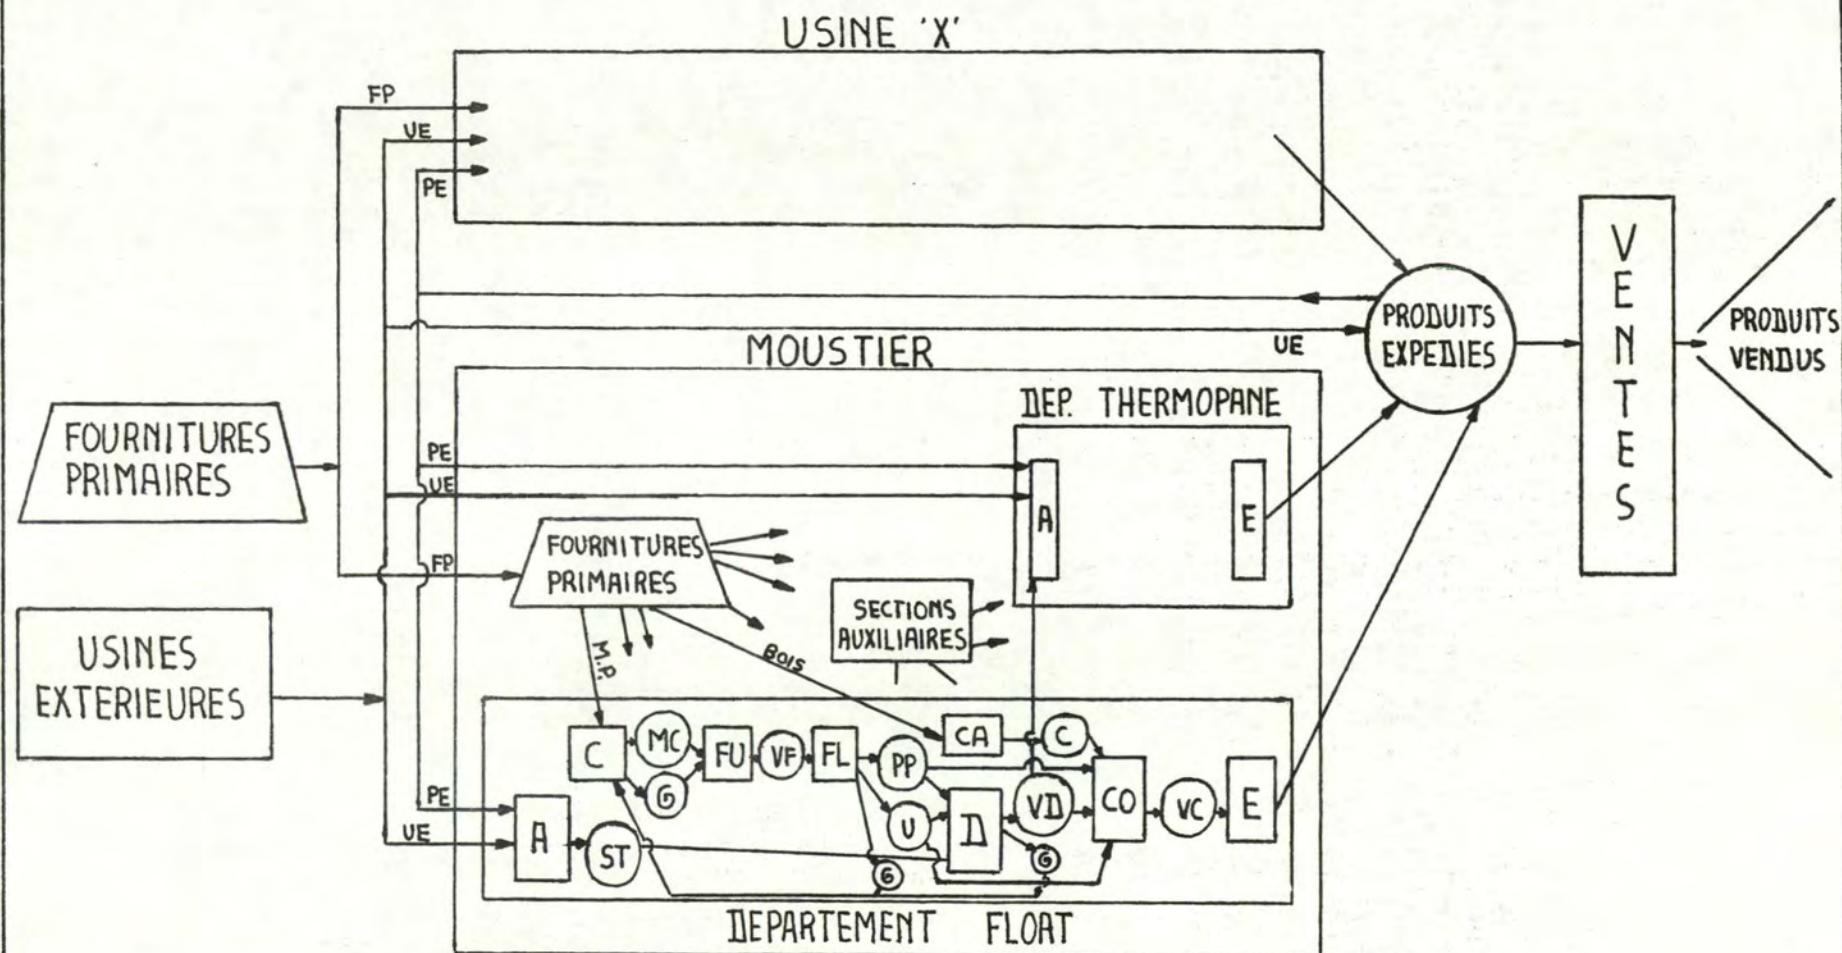 USINE 'X'
FP
UE
PE
PRODUITS
EXPEDIES
UE
MOUSTIER
VENTES
PRODUITS
VENDUS
DEP. THERMOPANE
FOURNITURES
PRIMAIRES
PE
UE
A
E
FP
FOURNITURES
PRIMAIRES
SECTIONS
AUXILIAIRES
USINES
EXTERIEURES
M.P.
BOIS
C
MC
G
FU
VF
FL
PP
CA
C
U
D
VD
CO
VC
E
PE
UE
A
ST
G
G
DEPARTEMENT FLOAT